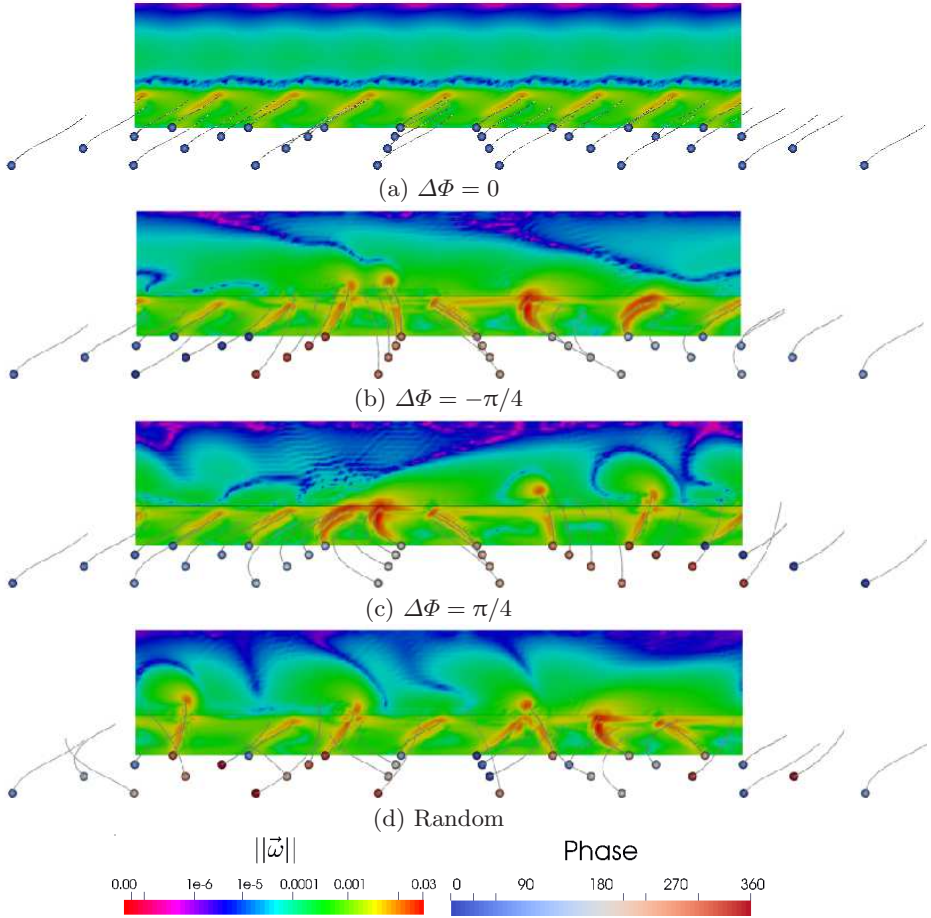 (a) ΔΦ = 0
(b) ΔΦ = −π/4
(c) ΔΦ = π/4
(d) Random
||ω⃗|| Phase
0.00 1e-6 1e-5 0.0001 0.001 0.03 0 90 180 270 360